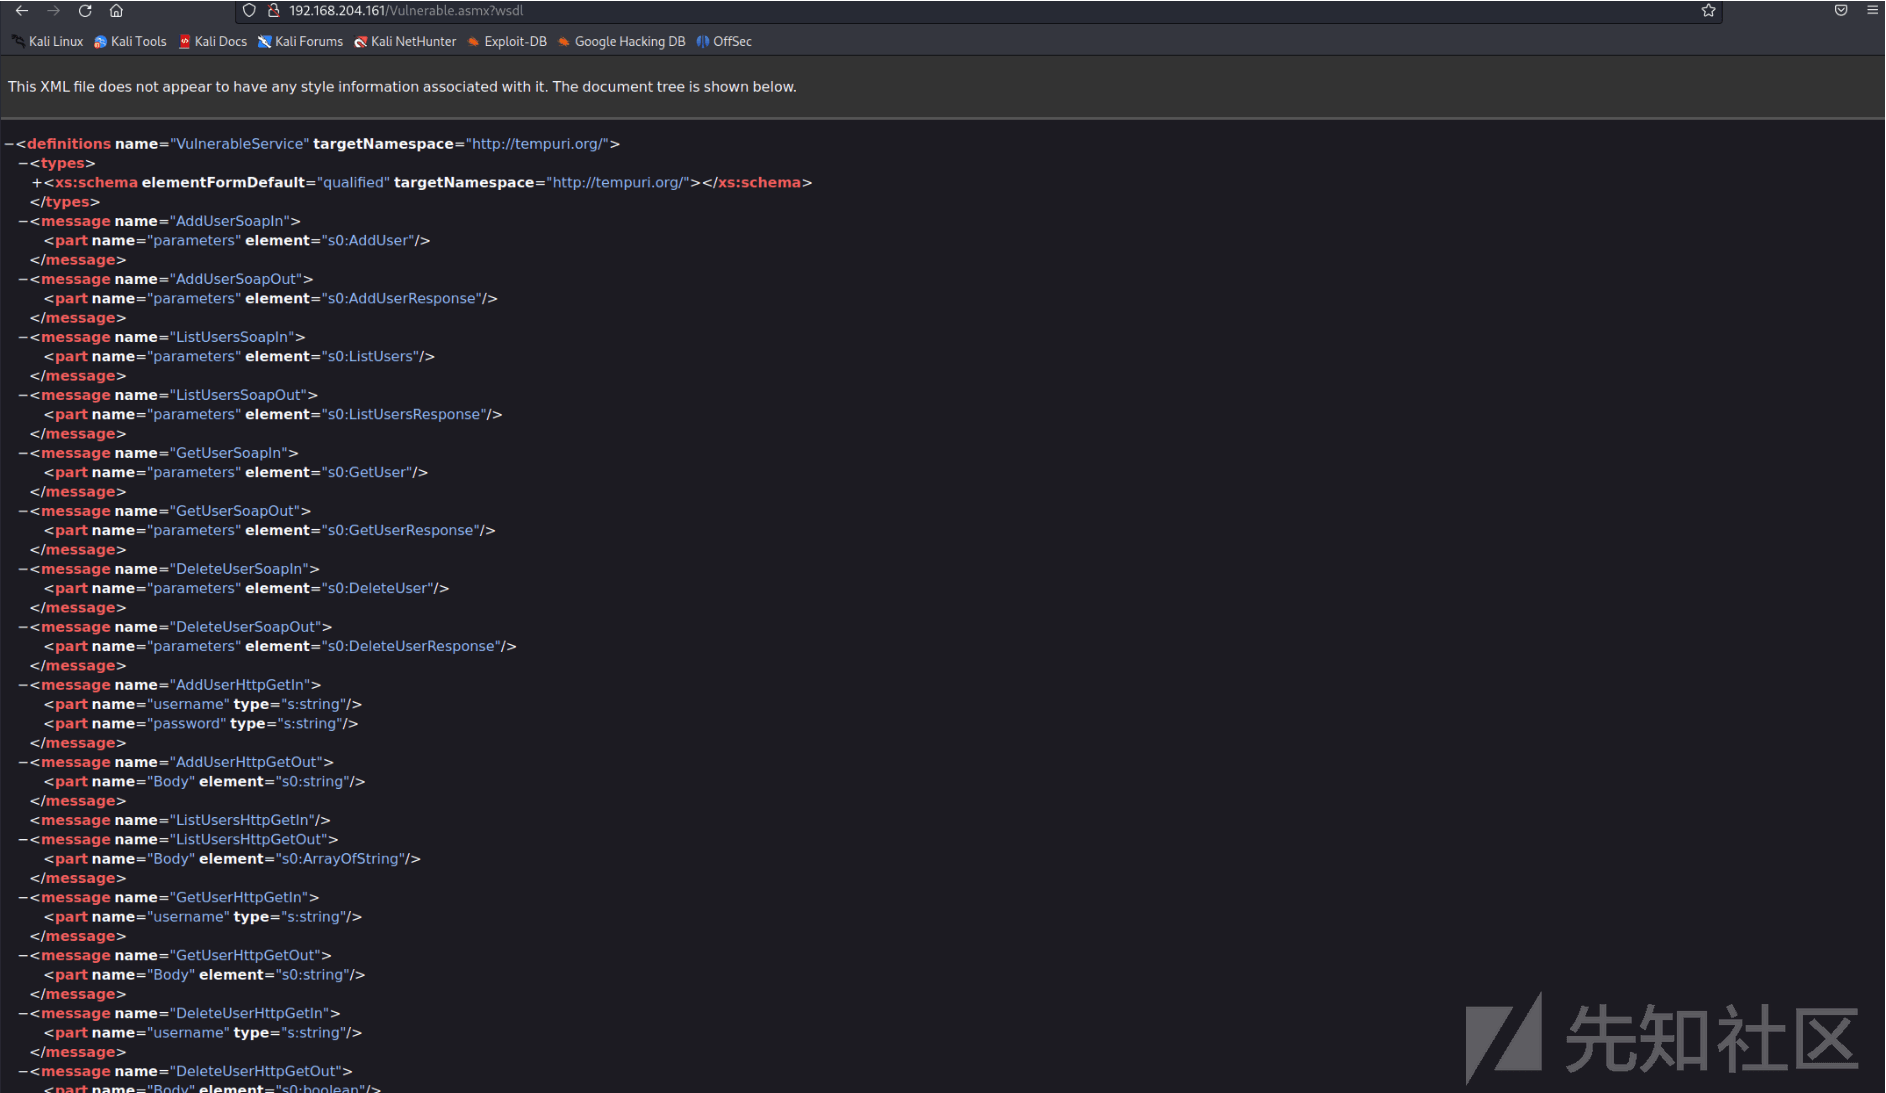 192.168.204.161/Vulnerable.asmx?wsdl
Kali Linux Kali Tools Kali Docs Kali Forums Kali NetHunter Exploit-DB Google Hacking DB OffSec
This XML file does not appear to have any style information associated with it. The document tree is shown below.
−<definitions name="VulnerableService" targetNamespace="http://tempuri.org/">
−<types>
+<xs:schema elementFormDefault="qualified" targetNamespace="http://tempuri.org/"></xs:schema>
</types>
−<message name="AddUserSoapIn">
<part name="parameters" element="s0:AddUser"/>
</message>
−<message name="AddUserSoapOut">
<part name="parameters" element="s0:AddUserResponse"/>
</message>
−<message name="ListUsersSoapIn">
<part name="parameters" element="s0:ListUsers"/>
</message>
−<message name="ListUsersSoapOut">
<part name="parameters" element="s0:ListUsersResponse"/>
</message>
−<message name="GetUserSoapIn">
<part name="parameters" element="s0:GetUser"/>
</message>
−<message name="GetUserSoapOut">
<part name="parameters" element="s0:GetUserResponse"/>
</message>
−<message name="DeleteUserSoapIn">
<part name="parameters" element="s0:DeleteUser"/>
</message>
−<message name="DeleteUserSoapOut">
<part name="parameters" element="s0:DeleteUserResponse"/>
</message>
−<message name="AddUserHttpGetIn">
<part name="username" type="s:string"/>
<part name="password" type="s:string"/>
</message>
−<message name="AddUserHttpGetOut">
<part name="Body" element="s0:string"/>
</message>
<message name="ListUsersHttpGetIn"/>
−<message name="ListUsersHttpGetOut">
<part name="Body" element="s0:ArrayOfString"/>
</message>
−<message name="GetUserHttpGetIn">
<part name="username" type="s:string"/>
</message>
−<message name="GetUserHttpGetOut">
<part name="Body" element="s0:string"/>
</message>
−<message name="DeleteUserHttpGetIn">
<part name="username" type="s:string"/>
</message>
−<message name="DeleteUserHttpGetOut">
<part name="Body" element="s0:boolean"/>
先知社区